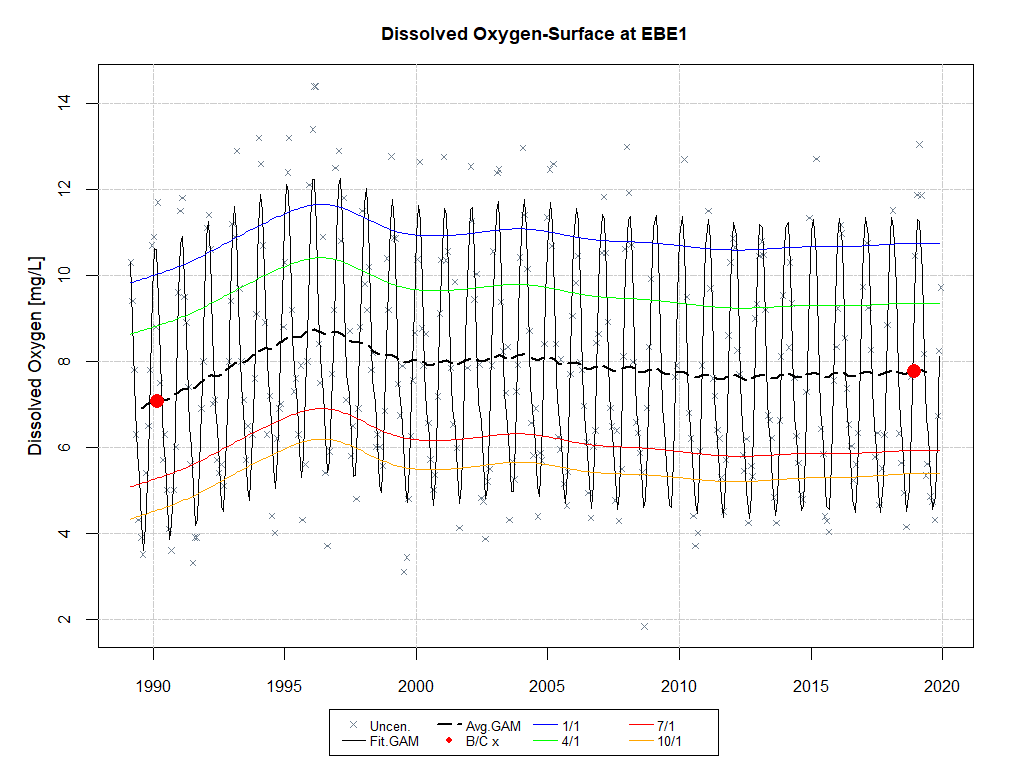 Dissolved Oxygen-Surface at EBE1
Dissolved Oxygen [mg/L]
14
12
10
8
6
4
2
1990 1995 2000 2005 2010 2015 2020
Uncen. Avg.GAM 1/1 7/1
Fit.GAM B/C x 4/1 10/1